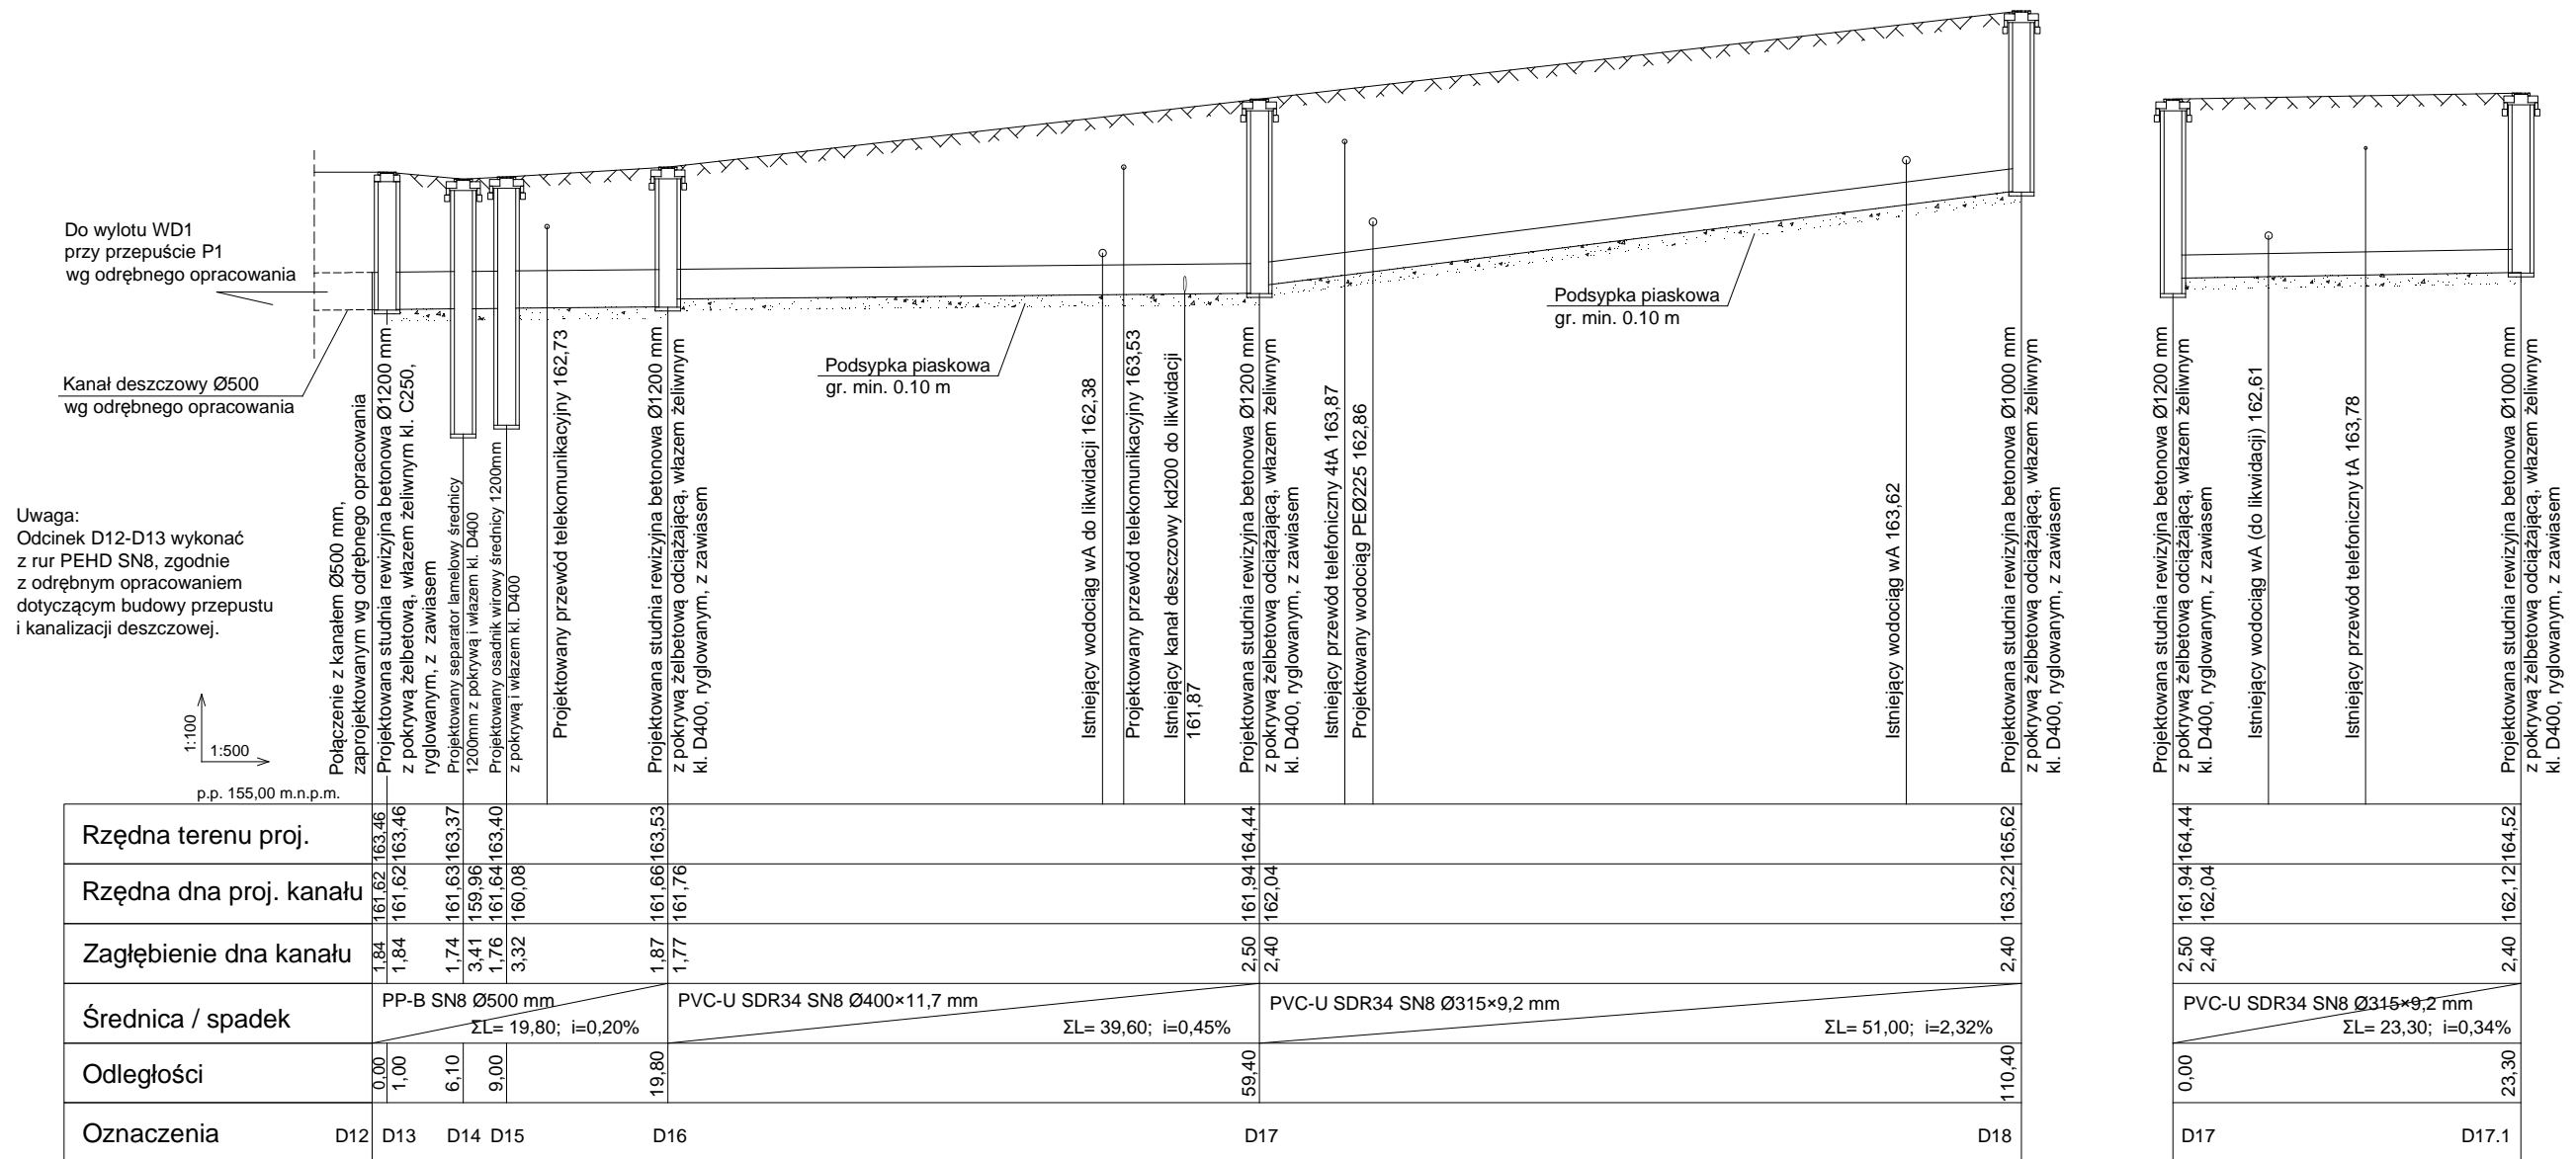 Do wylotu WD1
przy przepuście P1
wg odrębnego opracowania
Kanał deszczowy Ø500
wg odrębnego opracowania
Uwaga:
Odcinek D12-D13 wykonać
z rur PEHD SN8, zgodnie
z odrębnym opracowaniem
dotyczącym budowy przepustu
i kanalizacji deszczowej.
1:100
1:500
p.p. 155,00 m.n.p.m.
Podsypka piaskowa
gr. min. 0.10 m
Podsypka piaskowa
gr. min. 0.10 m
Połączenie z kanałem Ø500 mm,
zaprojektowanym wg odrębnego opracowania
Projektowana studnia rewizyjna betonowa Ø1200 mm
z pokrywą żelbetową, włazem żeliwnym kl. C250,
ryglowanym, z zawiasem
Projektowany separator lamelowy średnicy
1200mm z pokrywą i włazem kl. D400
Projektowany osadnik wirowy średnicy 1200mm
z pokrywą i włazem kl. D400
Projektowany przewód telekomunikacyjny 162,73
Projektowana studnia rewizyjna betonowa Ø1200 mm
z pokrywą żelbetową odciążającą, włazem żeliwnym
kl. D400, ryglowanym, z zawiasem
Istniejący wodociąg wA do likwidacji 162,38
Projektowany przewód telekomunikacyjny 163,53
Istniejący kanał deszczowy kd200 do likwidacji
161,87
Projektowana studnia rewizyjna betonowa Ø1200 mm
z pokrywą żelbetową odciążającą, włazem żeliwnym
kl. D400, ryglowanym, z zawiasem
Istniejący przewód telefoniczny 4tA 163,87
Projektowany wodociąg PEØ225 162,86
Istniejący wodociąg wA 163,62
Projektowana studnia rewizyjna betonowa Ø1000 mm
z pokrywą żelbetową odciążającą, włazem żeliwnym
kl. D400, ryglowanym, z zawiasem
Projektowana studnia rewizyjna betonowa Ø1200 mm
z pokrywą żelbetową odciążającą, włazem żeliwnym
kl. D400, ryglowanym, z zawiasem
Istniejący wodociąg wA (do likwidacji) 162,61
Istniejący przewód telefoniczny tA 163,78
Projektowana studnia rewizyjna betonowa Ø1000 mm
z pokrywą żelbetową odciążającą, włazem żeliwnym
kl. D400, ryglowanym, z zawiasem
Rzędna terenu proj. 163,46 163,46 163,37 163,40 163,53 164,44 165,62 164,44 164,52
Rzędna dna proj. kanału 161,62 161,62 161,63 159,96 161,64 160,08 161,66 161,76 161,94 162,04 163,22 161,94 162,04 162,12
Zagłębienie dna kanału 1,84 1,84 1,74 3,41 1,76 3,32 1,87 1,77 2,50 2,40 2,40 2,50 2,40 2,40
Średnica / spadek
PP-B SN8 Ø500 mm
ΣL= 19,80; i=0,20%
PVC-U SDR34 SN8 Ø400×11,7 mm
ΣL= 39,60; i=0,45%
PVC-U SDR34 SN8 Ø315×9,2 mm
ΣL= 51,00; i=2,32%
PVC-U SDR34 SN8 Ø315×9,2 mm
ΣL= 23,30; i=0,34%
Odległości 0,00 1,00 6,10 9,00 19,80 59,40 110,40 0,00 23,30
Oznaczenia D12 D13 D14 D15 D16 D17 D18 D17 D17.1